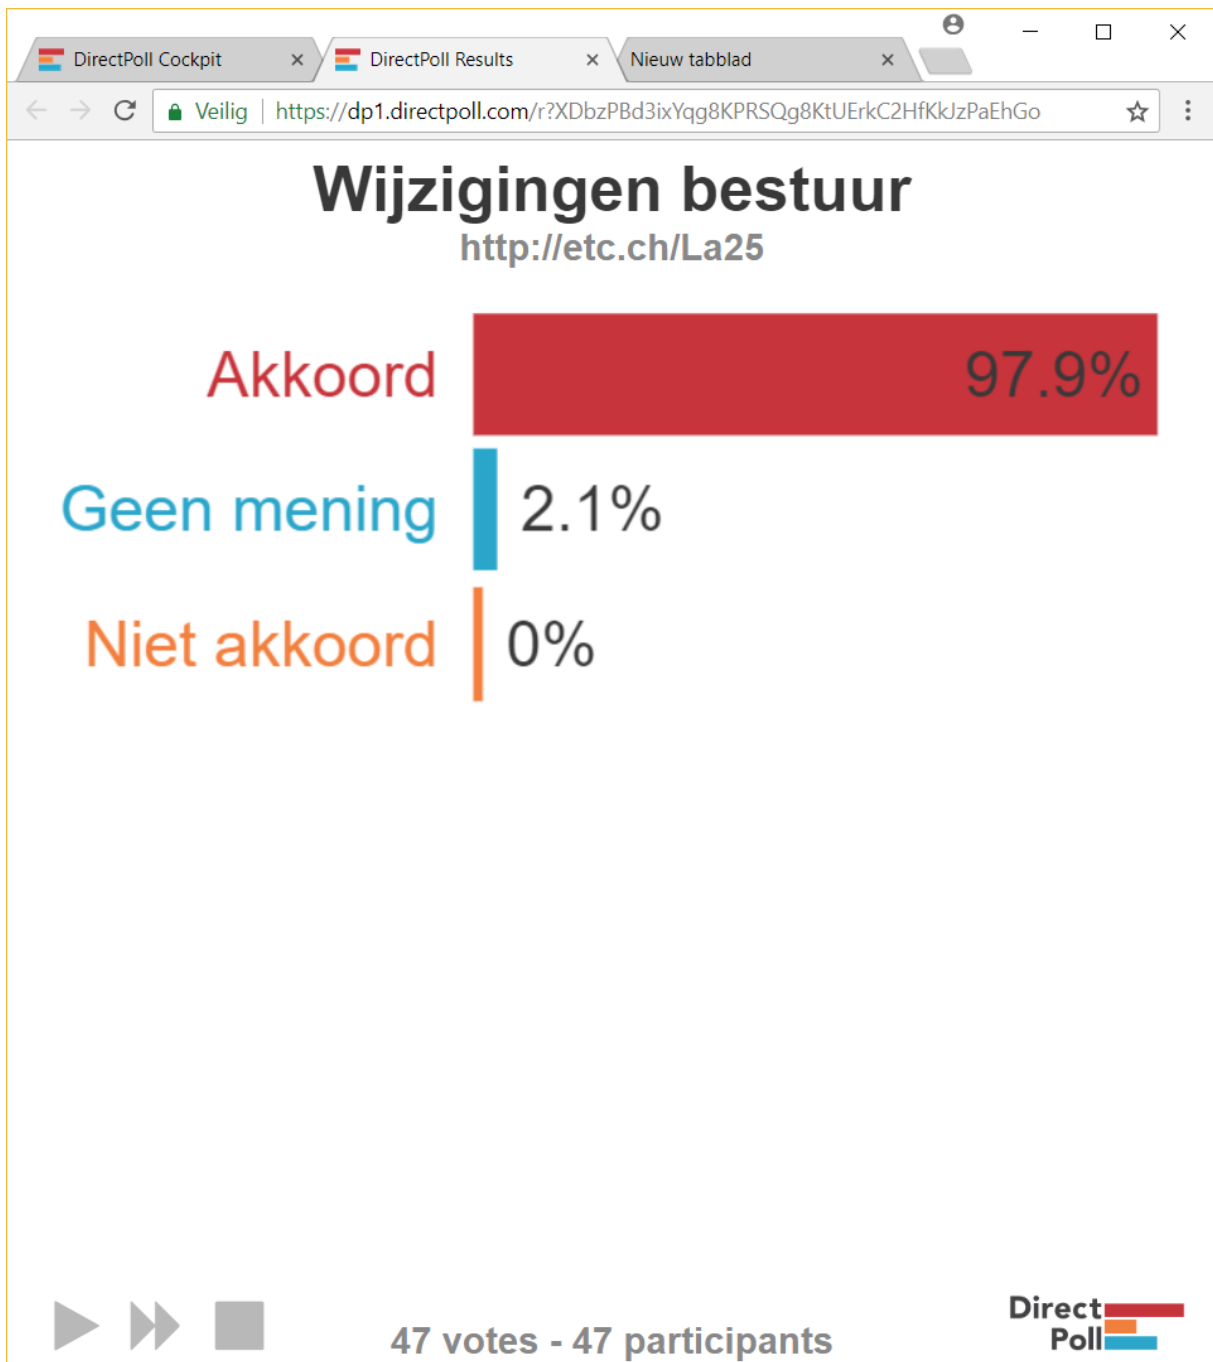 DirectPoll Cockpit DirectPoll Results Nieuw tabblad
Veilig https://dp1.directpoll.com/r?XDbzPBd3ixYqg8KPRSQg8KtUErkC2HfKkJzPaEhGo
Wijzigingen bestuur
http://etc.ch/La25
Akkoord 97.9%
Geen mening 2.1%
Niet akkoord 0%
47 votes - 47 participants
Direct
Poll